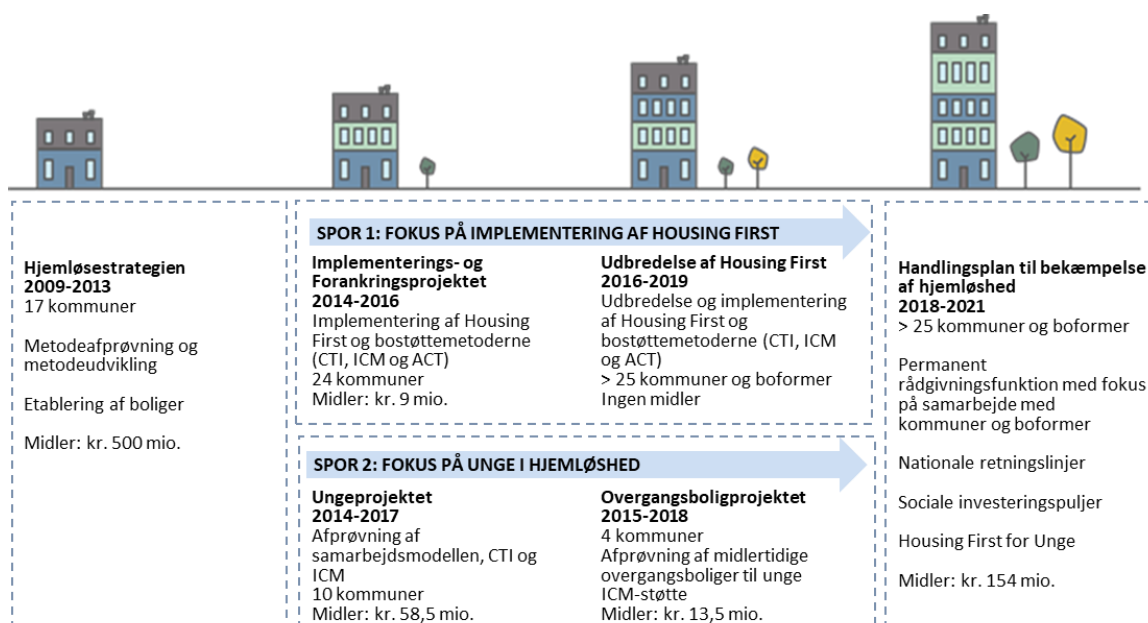 Hjemløsestrategien
2009-2013
17 kommuner
Metodeafprøvning og
metodeudvikling
Etablering af boliger
Midler: kr. 500 mio.
SPOR 1: FOKUS PÅ IMPLEMENTERING AF HOUSING FIRST
Implementerings- og
Forankringsprojektet
2014-2016
Implementering af Housing
First og bostøttemetoderne
(CTI, ICM og ACT)
24 kommuner
Midler: kr. 9 mio.
Udbredelse af Housing First
2016-2019
Udbredelse og implementering
af Housing First og
bostøttemetoderne (CTI, ICM
og ACT)
> 25 kommuner og boformer
Ingen midler
SPOR 2: FOKUS PÅ UNGE I HJEMLØSHED
Ungeprojektet
2014-2017
Afprøvning af
samarbejdsmodellen, CTI og
ICM
10 kommuner
Midler: kr. 58,5 mio.
Overgangsboligprojektet
2015-2018
4 kommuner
Afprøvning af midlertidige
overgangsboliger til unge
ICM-støtte
Midler: kr. 13,5 mio.
Handlingsplan til bekæmpelse
af hjemløshed
2018-2021
> 25 kommuner og boformer
Permanent
rådgivningsfunktion med fokus
på samarbejde med
kommuner og boformer
Nationale retningslinjer
Sociale investeringspuljer
Housing First for Unge
Midler: kr. 154 mio.